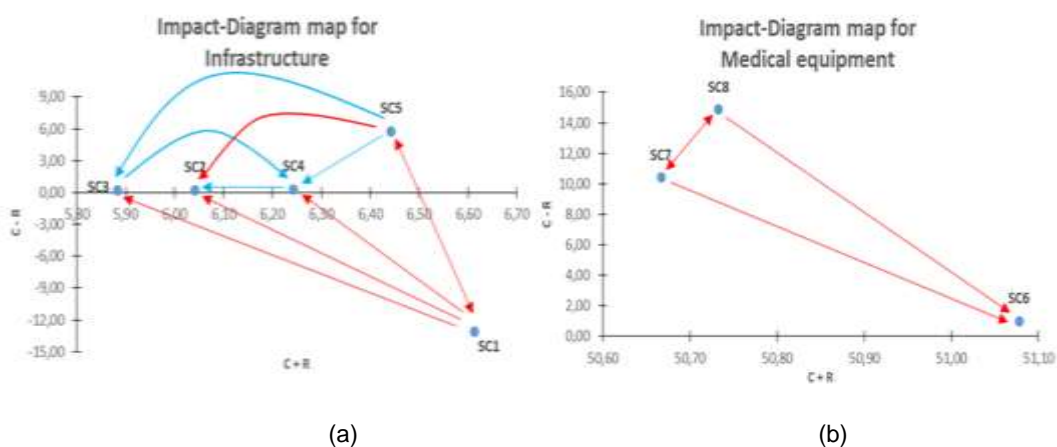 Impact-Diagram map for
Infrastructure
9,00
6,00
3,00
0,00
-3,00
-6,00
-9,00
-12,00
-15,00
5,80
5,90
6,00
6,10
6,20
6,30
6,40
6,50
6,60
6,70
SC5
SC2
SC4
SC3
SC1
C - R
C + R
(a)
Impact-Diagram map for
Medical equipment
16,00
14,00
12,00
10,00
8,00
6,00
4,00
2,00
0,00
50,60
50,70
50,80
50,90
51,00
51,10
SC8
SC7
SC6
C - R
C + R
(b)